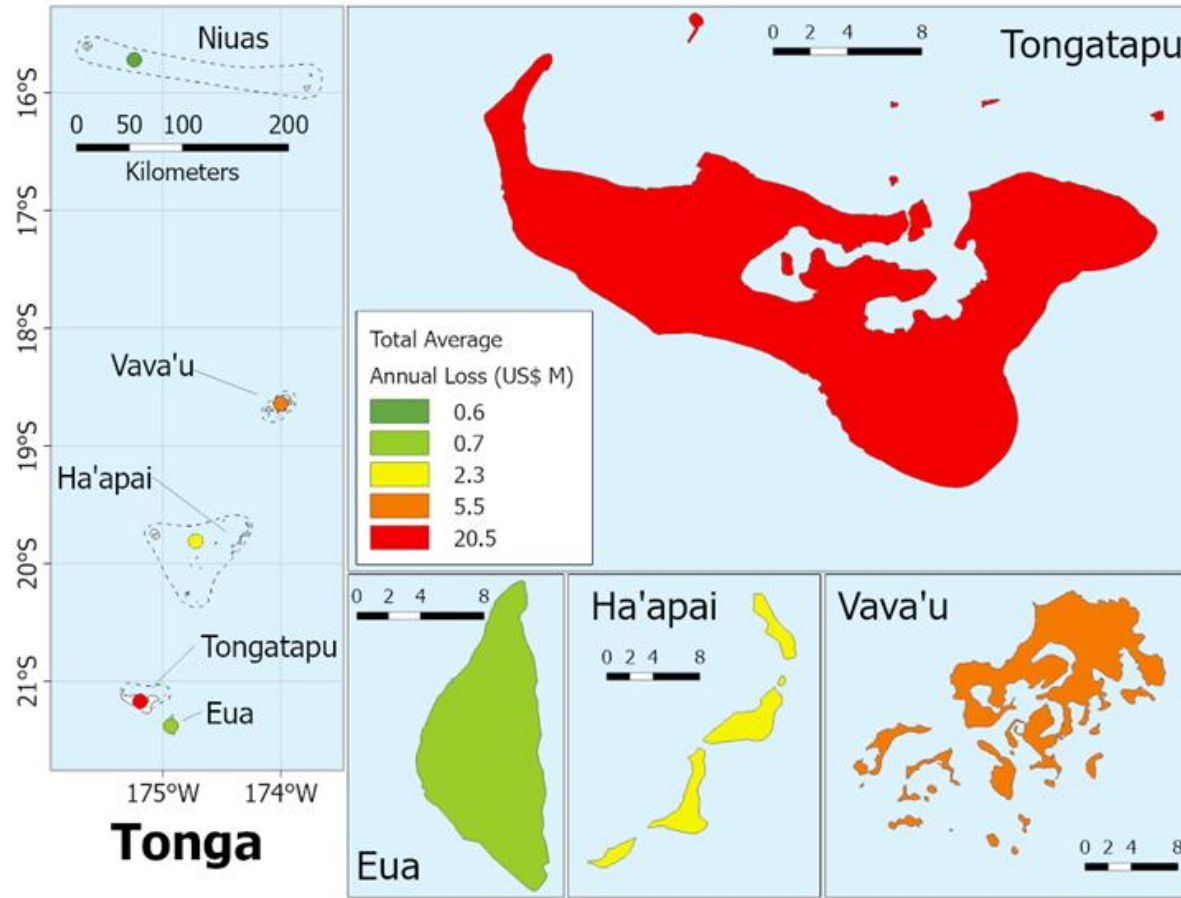 Niuas
16°S
0 50 100 200
Kilometers
17°S
18°S
Vava'u
19°S
Ha'apai
20°S
Tongatapu
21°S
Eua
175°W 174°W
Tonga
0 2 4 8
Tongatapu
Total Average
Annual Loss (US$ M)
0.6
0.7
2.3
5.5
20.5
0 2 4 8
Eua
Ha'apai
0 2 4 8
Vava'u
0 2 4 8